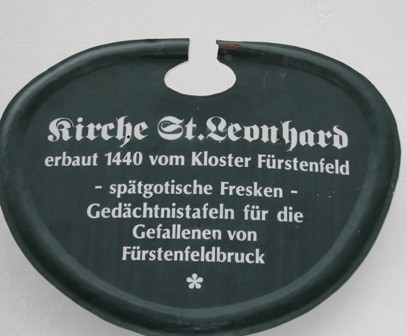 Kirche St. Leonhard
erbaut 1440 vom Kloster Fürstenfeld
- spätgotische Fresken -
Gedächtnistafeln für die
Gefallenen von
Fürstenfeldbruck